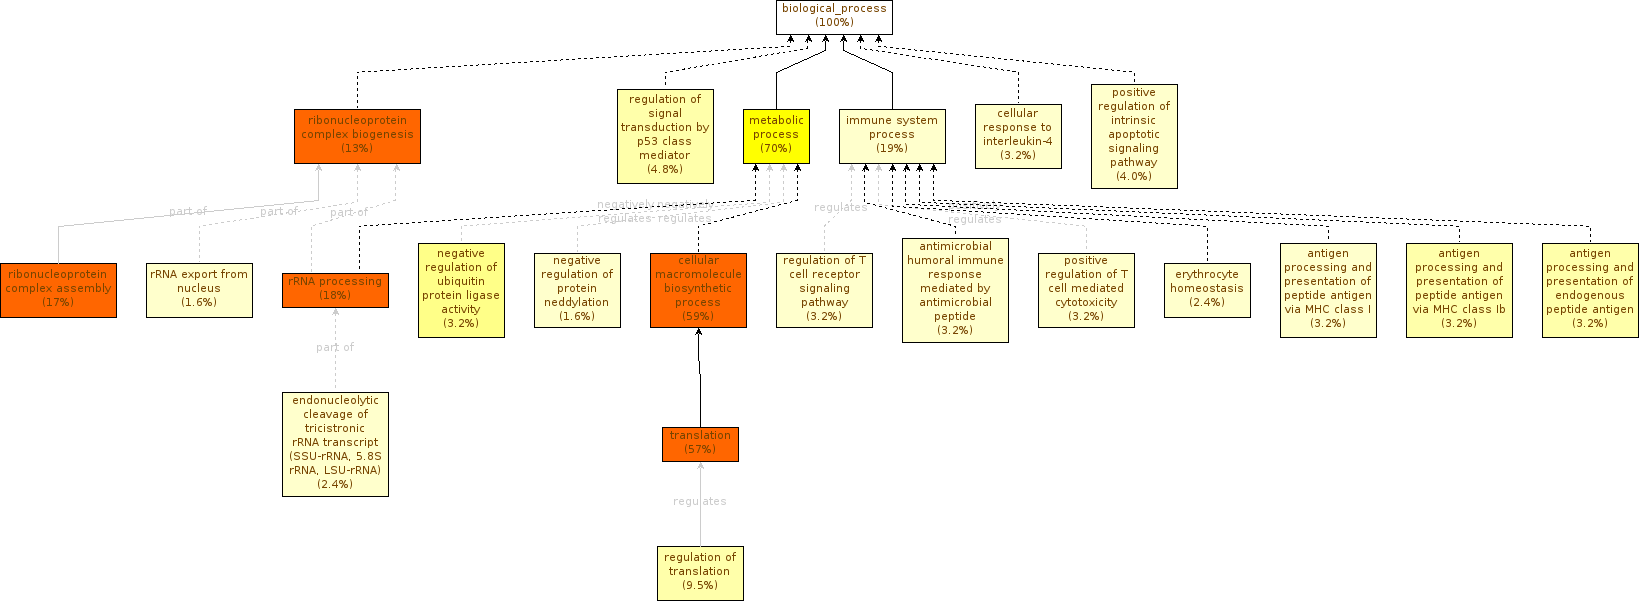 biological_process
(100%)
ribonucleoprotein
complex biogenesis
(13%)
regulation of
signal
transduction by
p53 class
mediator
(4.8%)
metabolic
process
(70%)
immune system
process
(19%)
cellular
response to
interleukin-4
(3.2%)
positive
regulation of
intrinsic
apoptotic
signaling
pathway
(4.0%)
part of
part of
part of
negatively negatively
regulates regulates
regulates
regulates
ribonucleoprotein
complex assembly
(17%)
rRNA export from
nucleus
(1.6%)
rRNA processing
(18%)
negative
regulation of
ubiquitin
protein ligase
activity
(3.2%)
negative
regulation of
protein
neddylation
(1.6%)
cellular
macromolecule
biosynthetic
process
(59%)
regulation of T
cell receptor
signaling
pathway
(3.2%)
antimicrobial
humoral immune
response
mediated by
antimicrobial
peptide
(3.2%)
positive
regulation of T
cell mediated
cytotoxicity
(3.2%)
erythrocyte
homeostasis
(2.4%)
antigen
processing and
presentation of
peptide antigen
via MHC class I
(3.2%)
antigen
processing and
presentation of
peptide antigen
via MHC class Ib
(3.2%)
antigen
processing and
presentation of
endogenous
peptide antigen
(3.2%)
part of
endonucleolytic
cleavage of
tricistronic
rRNA transcript
(SSU-rRNA, 5.8S
rRNA, LSU-rRNA)
(2.4%)
translation
(57%)
regulates
regulation of
translation
(9.5%)